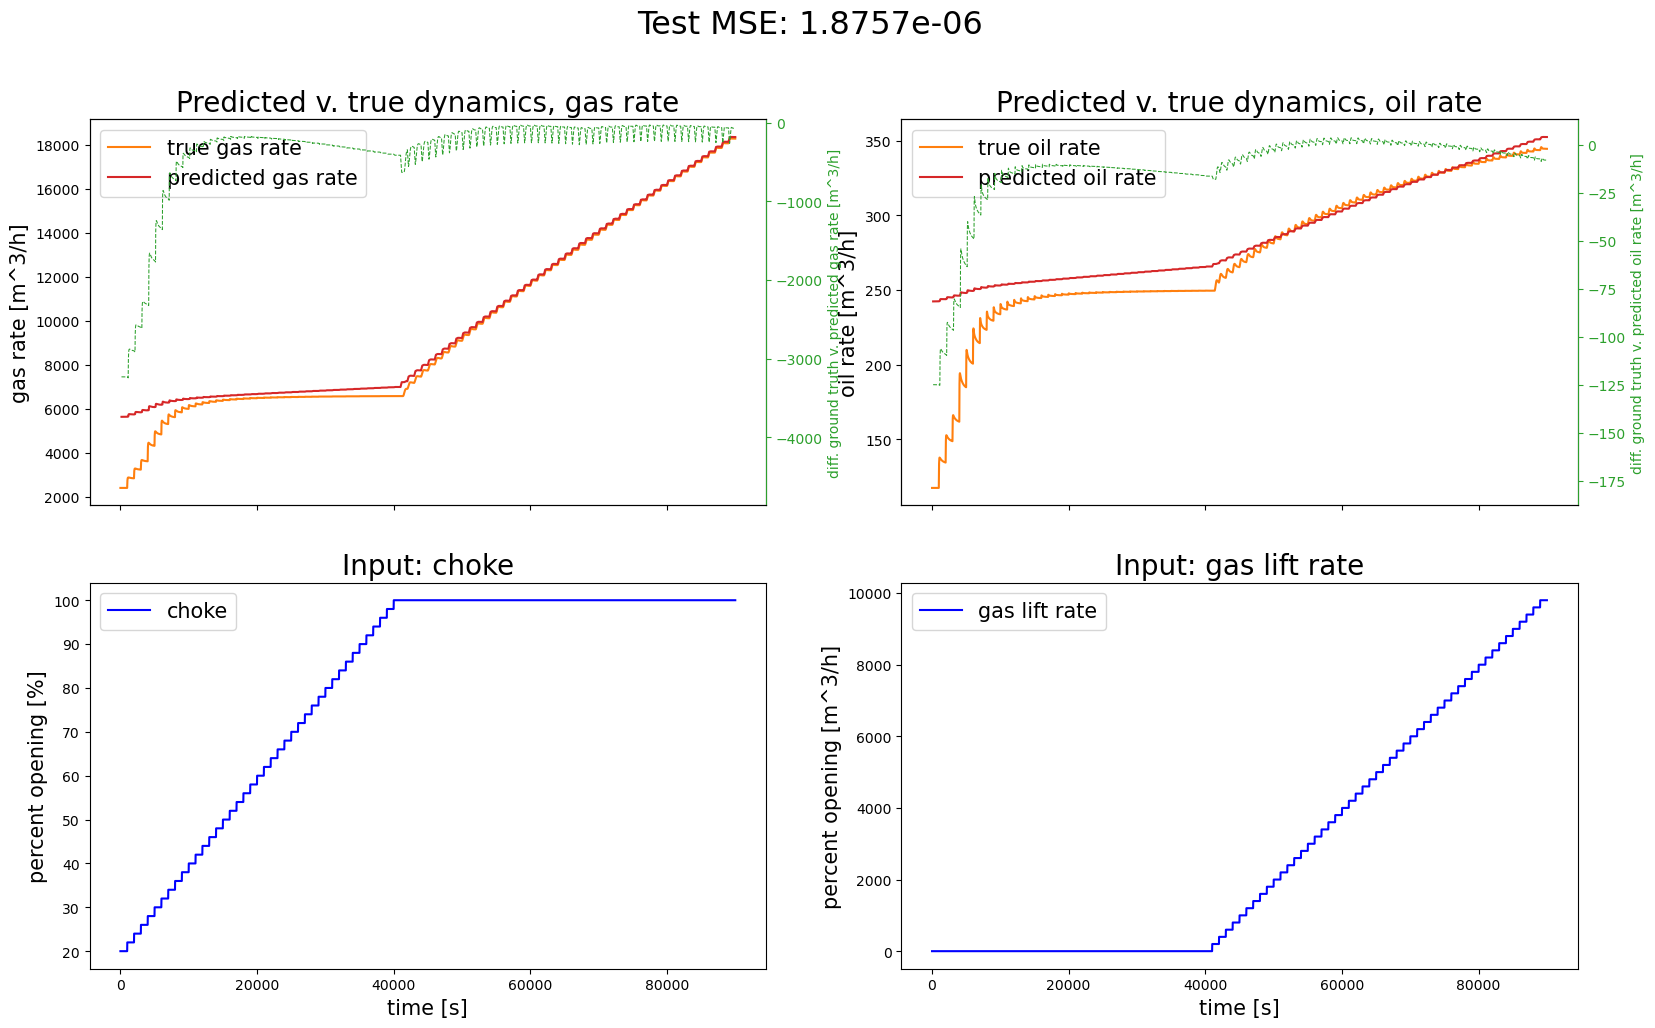 Test MSE: 1.8757e-06
Predicted v. true dynamics, gas rate
true gas rate
predicted gas rate
gas rate [m^3/h]
18000
16000
14000
12000
10000
8000
6000
4000
2000
0
−1000
−2000
−3000
−4000
diff. ground truth v. predicted gas rate [m^3/h]
Predicted v. true dynamics, oil rate
true oil rate
predicted oil rate
oil rate [m^3/h]
350
300
250
200
150
0
−25
−50
−75
−100
−125
−150
−175
diff. ground truth v. predicted oil rate [m^3/h]
Input: choke
choke
percent opening [%]
100
90
80
70
60
50
40
30
20
0 20000 40000 60000 80000
time [s]
Input: gas lift rate
gas lift rate
percent opening [m^3/h]
10000
8000
6000
4000
2000
0
0 20000 40000 60000 80000
time [s]